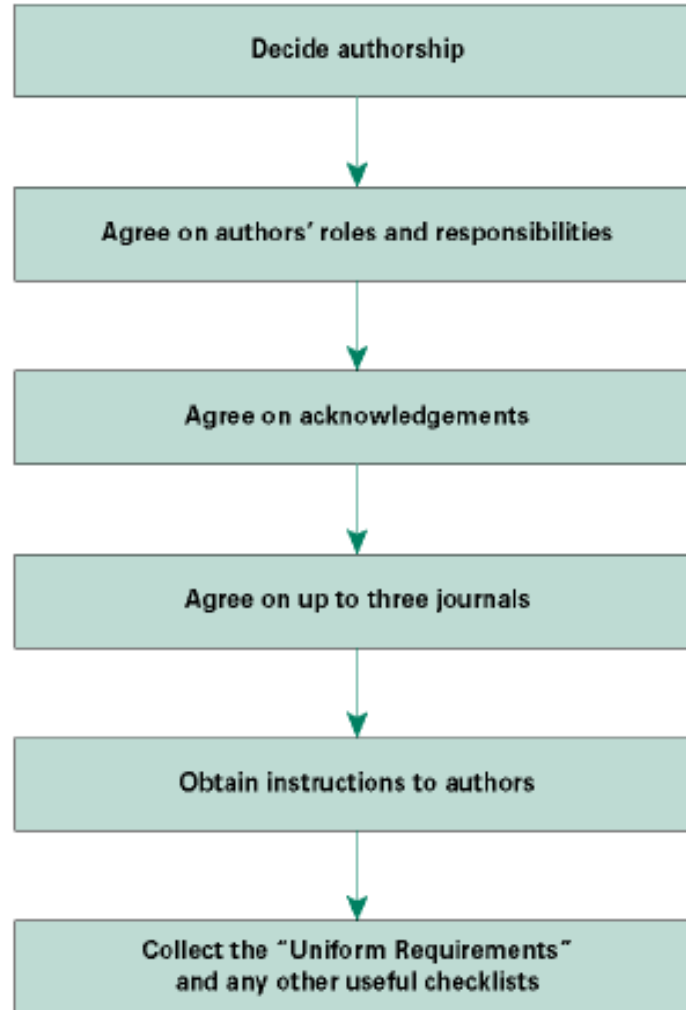 Decide authorship
Agree on authors’ roles and responsibilities
Agree on acknowledgements
Agree on up to three journals
Obtain instructions to authors
Collect the “Uniform Requirements”
and any other useful checklists